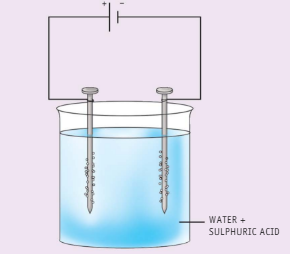 + −
WATER +
SULPHURIC ACID